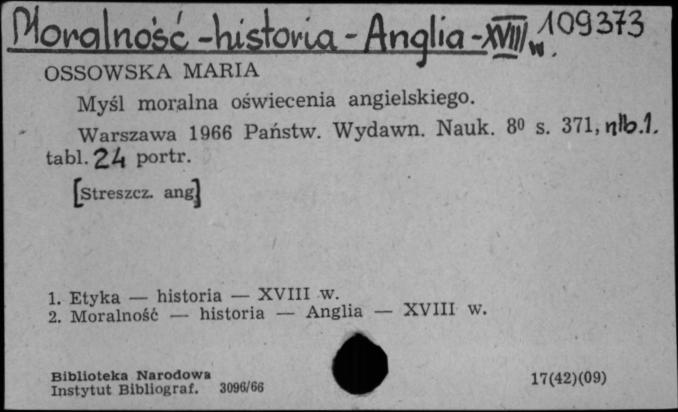 Moralność - historia - Anglia - XVIII w. 109373
OSSOWSKA MARIA
Myśl moralna oświecenia angielskiego.
Warszawa 1966 Państw. Wydawn. Nauk. 8⁰ s. 371, nlb.1.
tabl. 24 portr.
[Streszcz. ang]
1. Etyka — historia — XVIII w.
2. Moralność — historia — Anglia — XVIII w.
Biblioteka Narodowa
Instytut Bibliograf. 3096/66
17(42)(09)